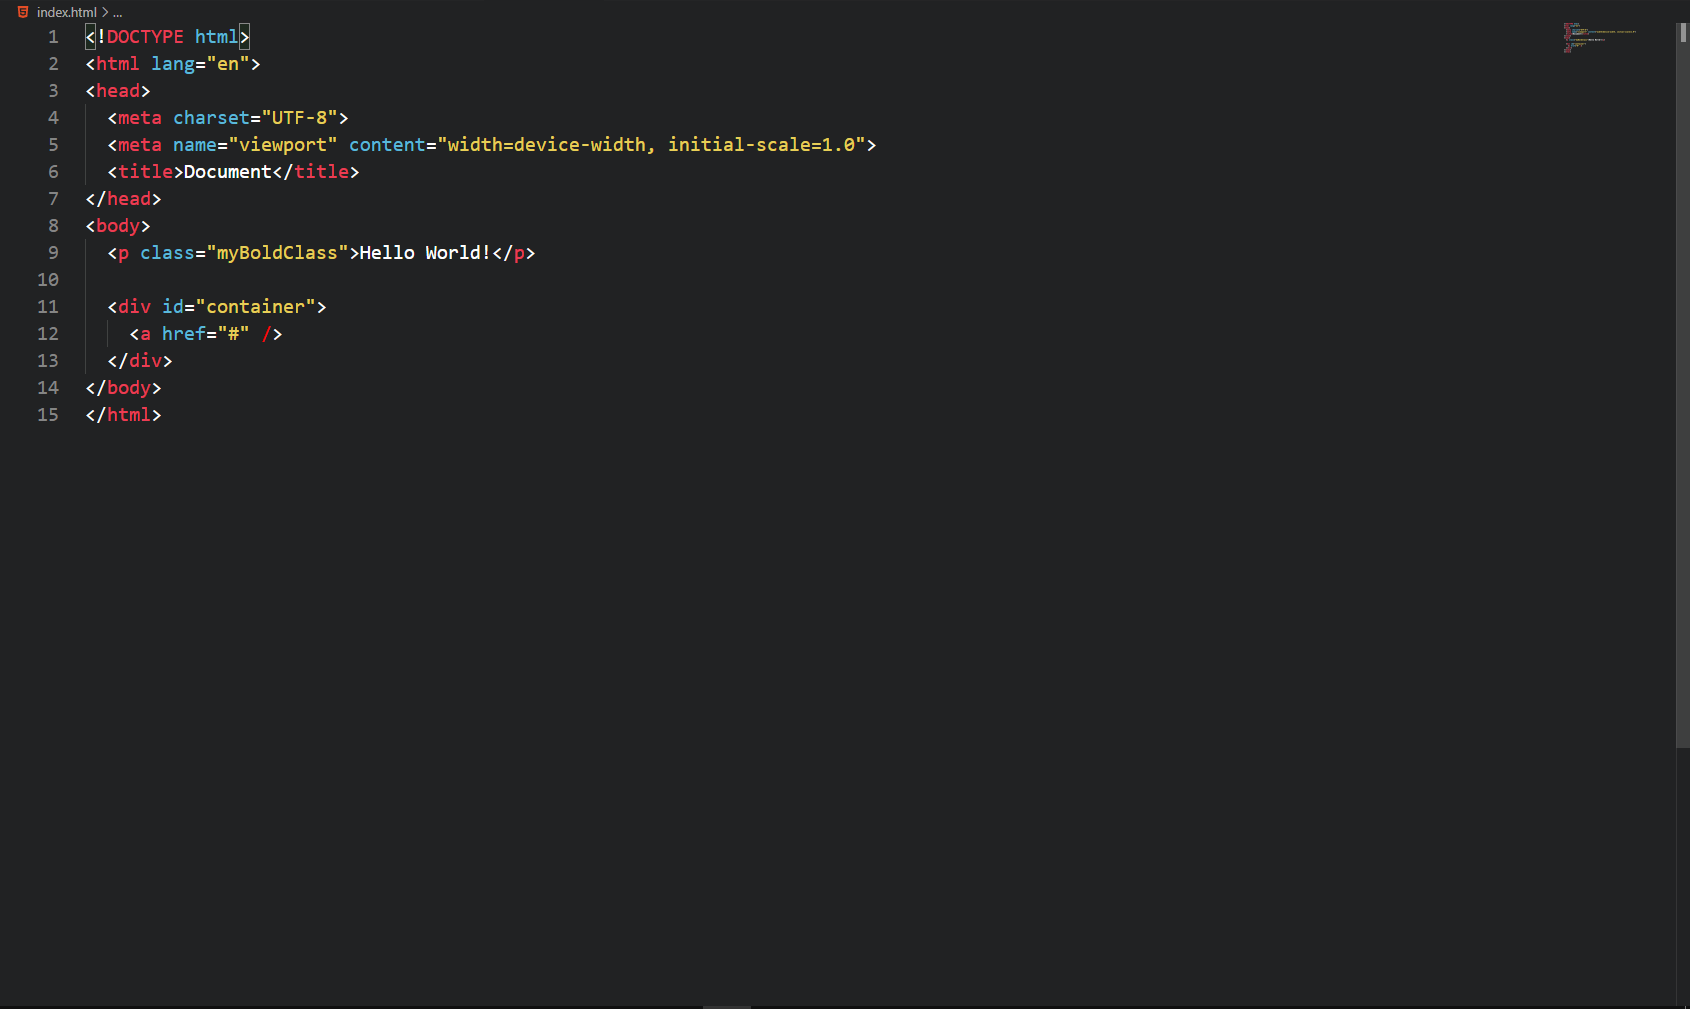 index.html > ...
1 <!DOCTYPE html>
2 <html lang="en">
3 <head>
4   <meta charset="UTF-8">
5   <meta name="viewport" content="width=device-width, initial-scale=1.0">
6   <title>Document</title>
7 </head>
8 <body>
9   <p class="myBoldClass">Hello World!</p>
10
11   <div id="container">
12     <a href="#" />
13   </div>
14 </body>
15 </html>